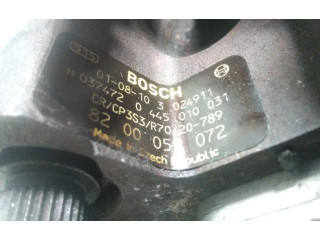 BOSCH
01-08-10 3 024911
N 037472 0 445 010 031
CR/CP3S3/R70/20-789
82 00 05 072
Made in Czech Republic